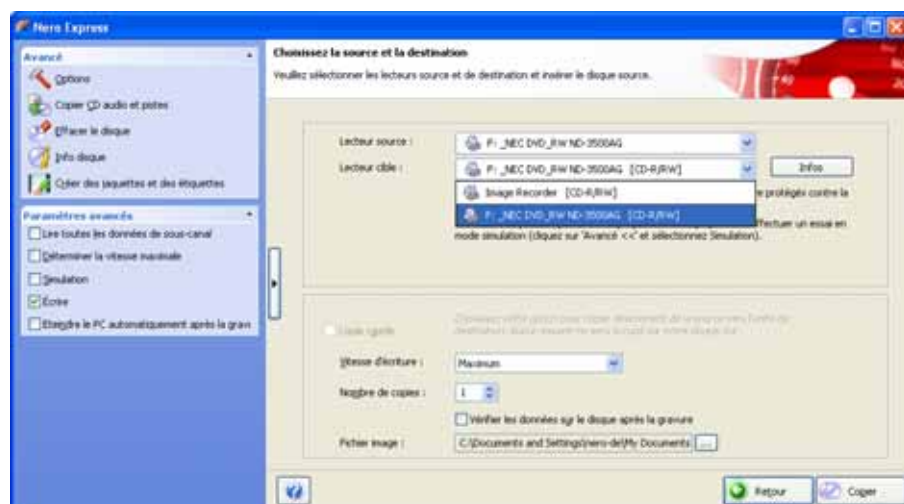 Nero Express
Avancé
Options
Copier CD audio et pistes
Effacer le disque
Info disque
Créer des jaquettes et des étiquettes
Paramètres avancés
Lire toutes les données de sous-canal
Déterminer la vitesse maximale
Simulation
Écrire
Eteindre le PC automatiquement après la grav
Choisissez la source et la destination
Veuillez sélectionner les lecteurs source et de destination et insérer le disque source.
Lecteur source :
F: _NEC DVD_RW ND-3500AG
Lecteur cible :
F: _NEC DVD_RW ND-3500AG [CD-R/RW]
Infos
Image Recorder [CD-R/RW]
e protégés contre la
F: _NEC DVD_RW ND-3500AG [CD-R/RW]
ffectuer un essai en
mode simulation (cliquez sur 'Avancé <<' et sélectionnez Simulation).
Copie rapide
Vitesse d'écriture :
Maximum
Nombre de copies :
1
Vérifier les données sur le disque après la gravure
Fichier image :
C:\Documents and Settings\nero-de\My Documents
...
Retour
Copier